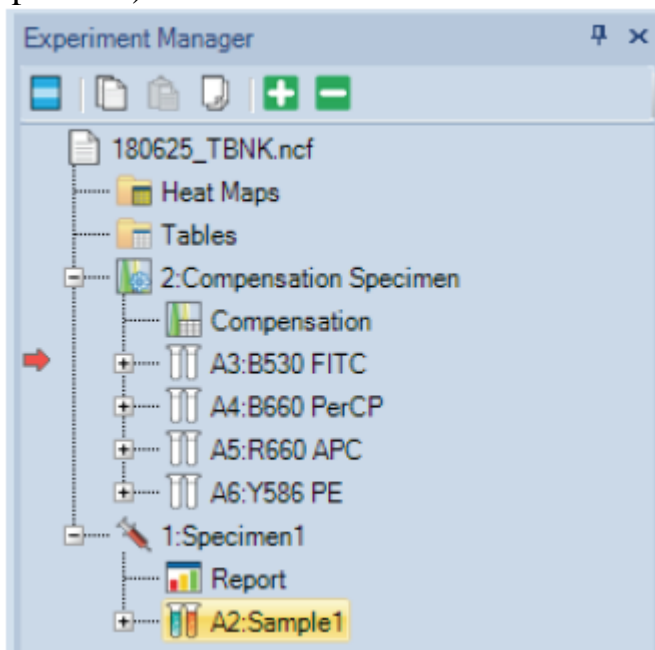 Experiment Manager
180625_TBNK.ncf
Heat Maps
Tables
2:Compensation Specimen
Compensation
A3:B530 FITC
A4:B660 PerCP
A5:R660 APC
A6:Y586 PE
1:Specimen1
Report
A2:Sample1